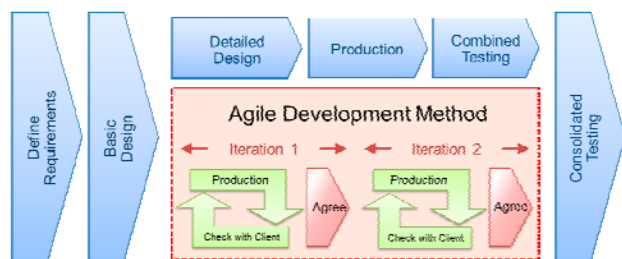 Define
Requirements
Basic
Design
Detailed
Design
Production
Combined
Testing
Agile Development Method
Iteration 1
Iteration 2
Production
Check with Client
Agree
Production
Check with Client
Agree
Consolidated
Testing